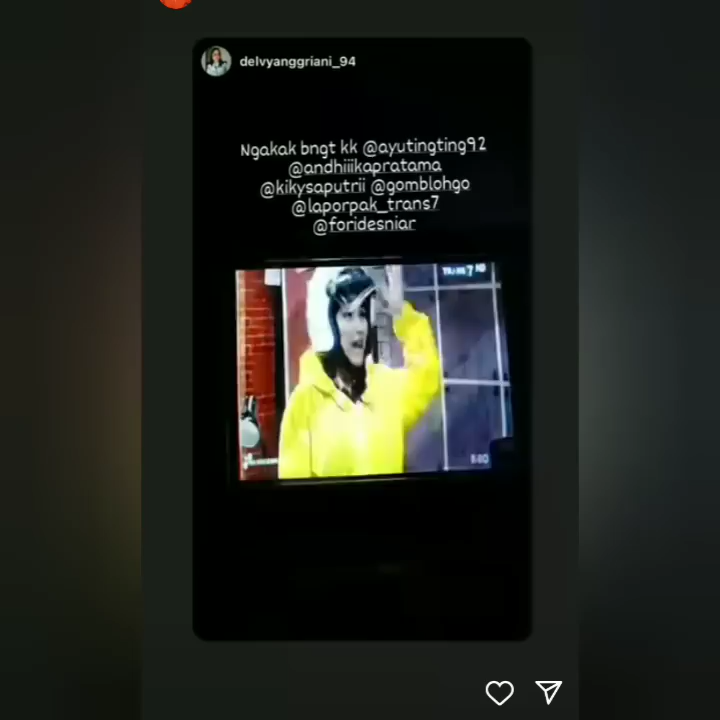 delvyanggriani_94
Ngakak bngt kk @ayutingting92
@andhiiikapratama
@kikysaputrii @gomblohgo
@laporpak_trans7
@foridesniar